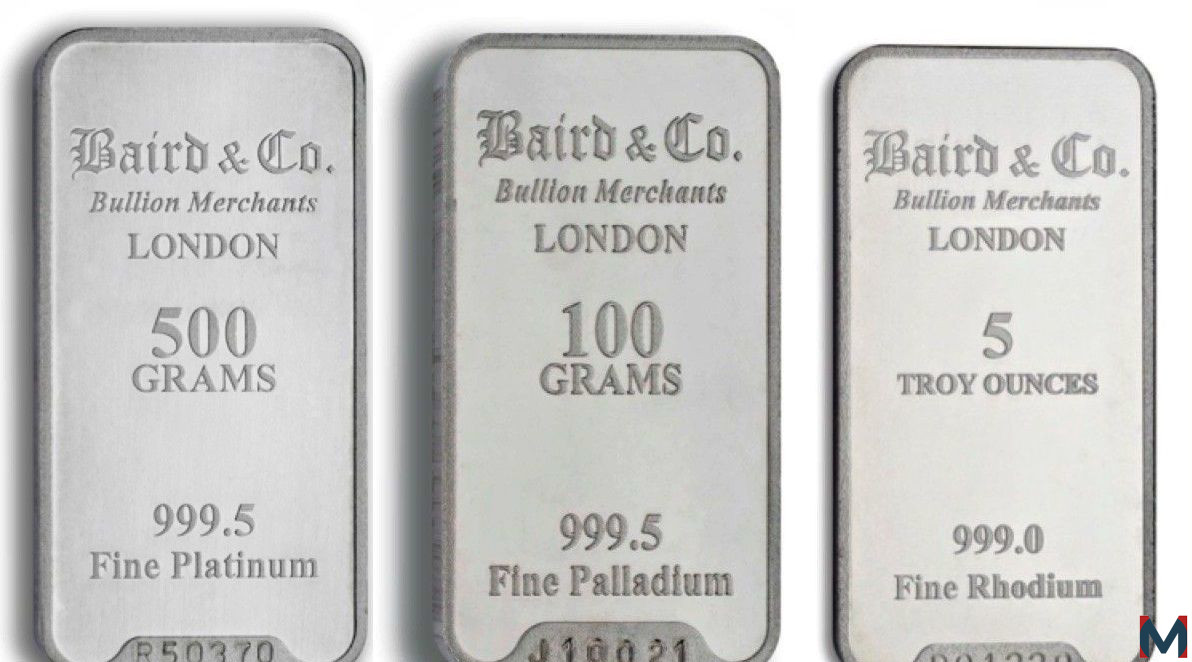 Baird & Co.
Bullion Merchants
LONDON
500
GRAMS
999.5
Fine Platinum
R50370
Baird & Co.
Bullion Merchants
LONDON
100
GRAMS
999.5
Fine Palladium
J10021
Baird & Co.
Bullion Merchants
LONDON
5
TROY OUNCES
999.0
Fine Rhodium
M